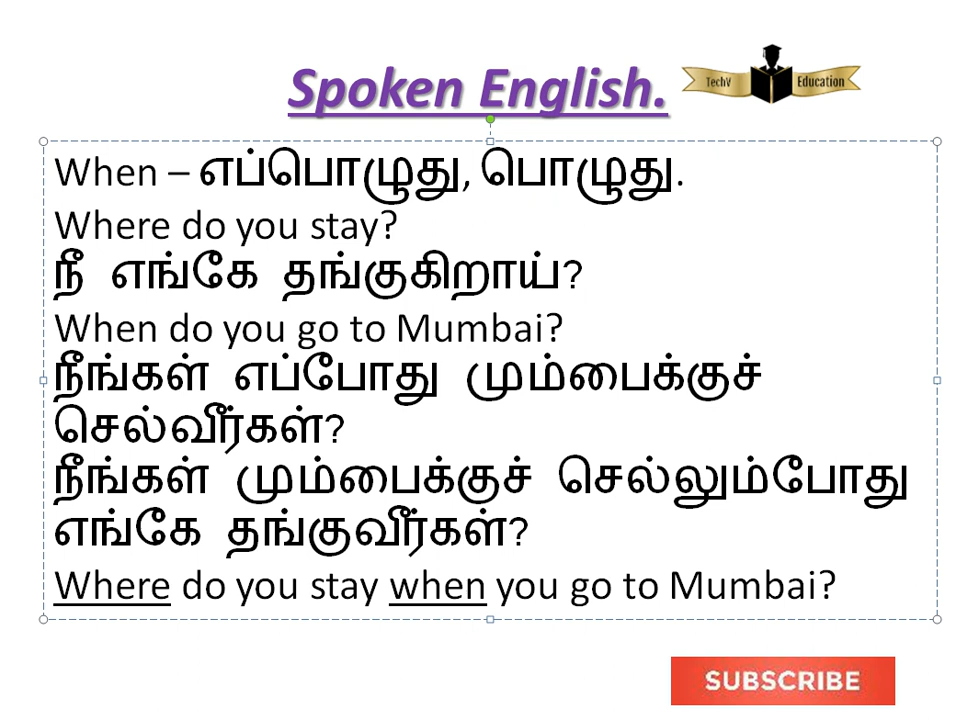 Spoken English.
TechV Education
When – எப்பொழுது, பொழுது.
Where do you stay?
நீ எங்கே தங்குகிறாய்?
When do you go to Mumbai?
நீங்கள் எப்போது மும்பைக்குச்
செல்வீர்கள்?
நீங்கள் மும்பைக்குச் செல்லும்போது
எங்கே தங்குவீர்கள்?
Where do you stay when you go to Mumbai?
SUBSCRIBE